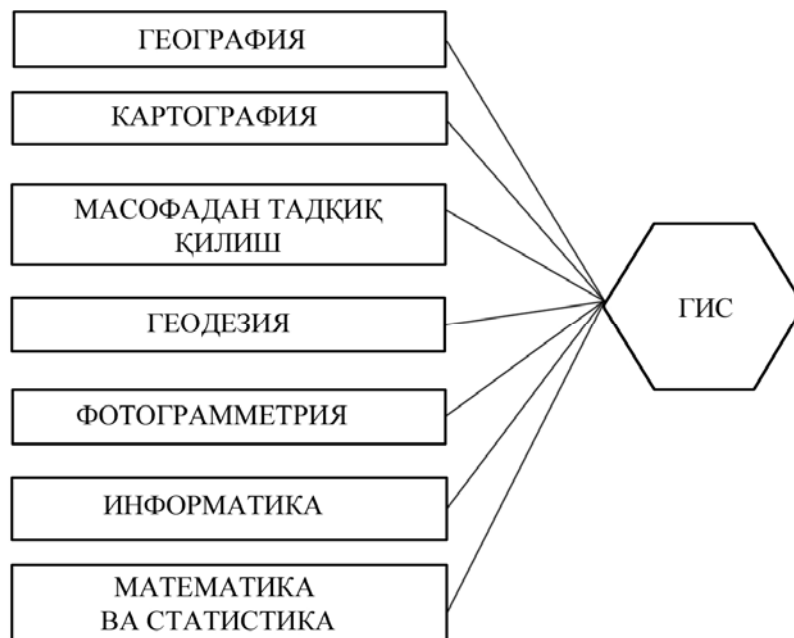 ГЕОГРАФИЯ
КАРТОГРАФИЯ
МАСОФАДАН ТАДҚИҚ
ҚИЛИШ
ГЕОДЕЗИЯ
ФОТОГРАММЕТРИЯ
ИНФОРМАТИКА
МАТЕМАТИКА
ВА СТАТИСТИКА
ГИС